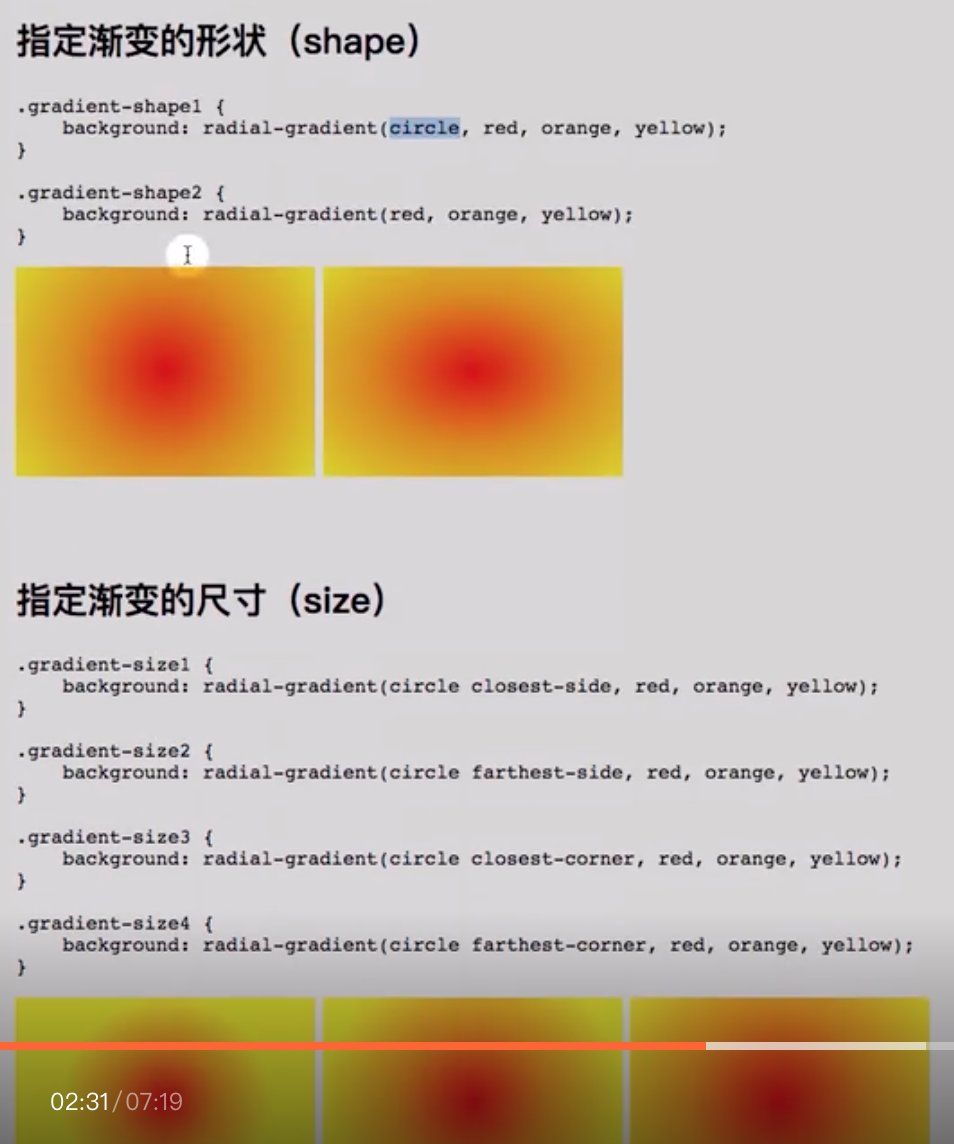 指定渐变的形状（shape）
.gradient-shape1 {
background: radial-gradient(circle, red, orange, yellow);
}
.gradient-shape2 {
background: radial-gradient(red, orange, yellow);
}
指定渐变的尺寸（size）
.gradient-size1 {
background: radial-gradient(circle closest-side, red, orange, yellow);
}
.gradient-size2 {
background: radial-gradient(circle farthest-side, red, orange, yellow);
}
.gradient-size3 {
background: radial-gradient(circle closest-corner, red, orange, yellow);
}
.gradient-size4 {
background: radial-gradient(circle farthest-corner, red, orange, yellow);
}
02:31/07:19